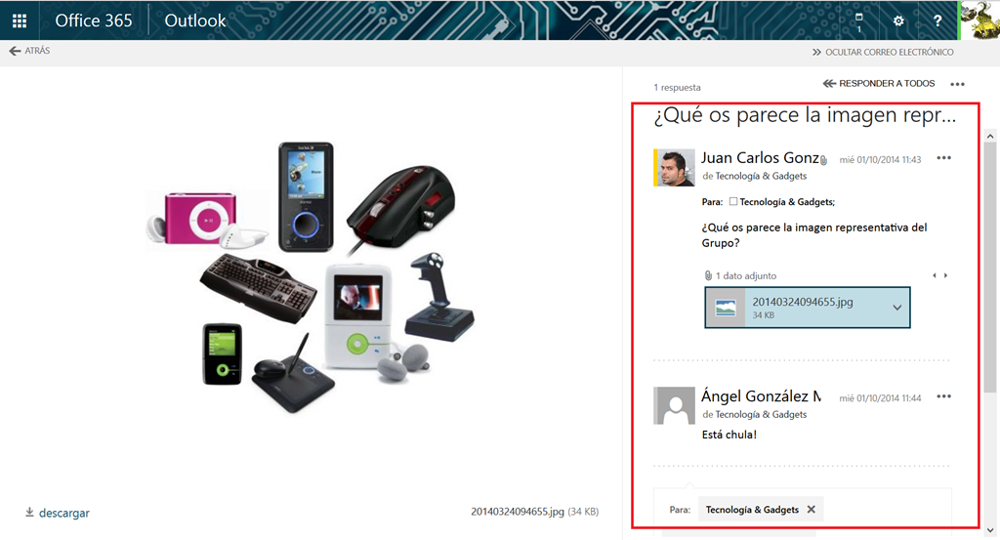 Office 365
Outlook
1
?
ATRÁS
OCULTAR CORREO ELECTRÓNICO
1 respuesta
RESPONDER A TODOS
¿Qué os parece la imagen repr...
Juan Carlos Gonz
mié 01/10/2014 11:43
de Tecnología & Gadgets
Para: Tecnología & Gadgets;
¿Qué os parece la imagen representativa del
Grupo?
1 dato adjunto
20140324094655.jpg
34 KB
Ángel González M
mié 01/10/2014 11:44
de Tecnología & Gadgets
Está chula!
descargar
20140324094655.jpg (34 KB)
Para: Tecnología & Gadgets